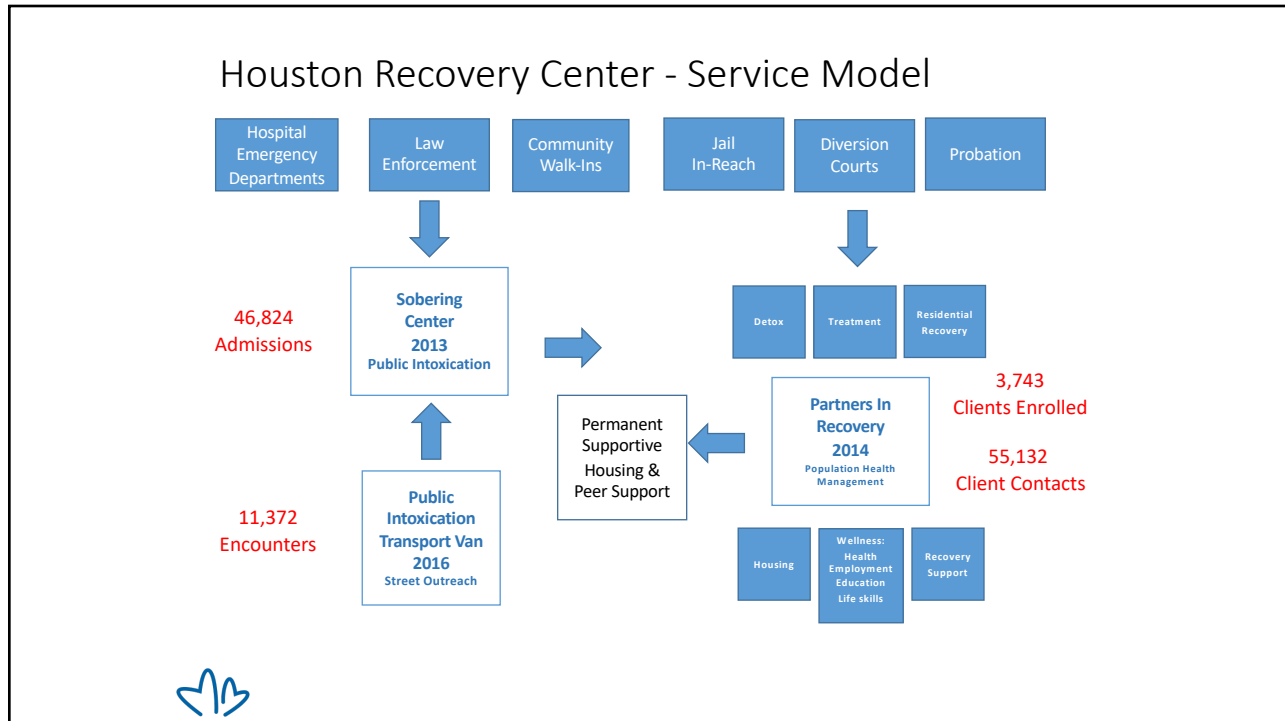 Houston Recovery Center - Service Model
Hospital
Emergency
Departments
Law
Enforcement
Community
Walk-Ins
Jail
In-Reach
Diversion
Courts
Probation
46,824
Admissions
Sobering
Center
2013
Public Intoxication
11,372
Encounters
Public
Intoxication
Transport Van
2016
Street Outreach
Permanent
Supportive
Housing &
Peer Support
Detox
Treatment
Residential
Recovery
Partners In
Recovery
2014
Population Health
Management
3,743
Clients Enrolled
55,132
Client Contacts
Housing
Wellness:
Health
Employment
Education
Life skills
Recovery
Support